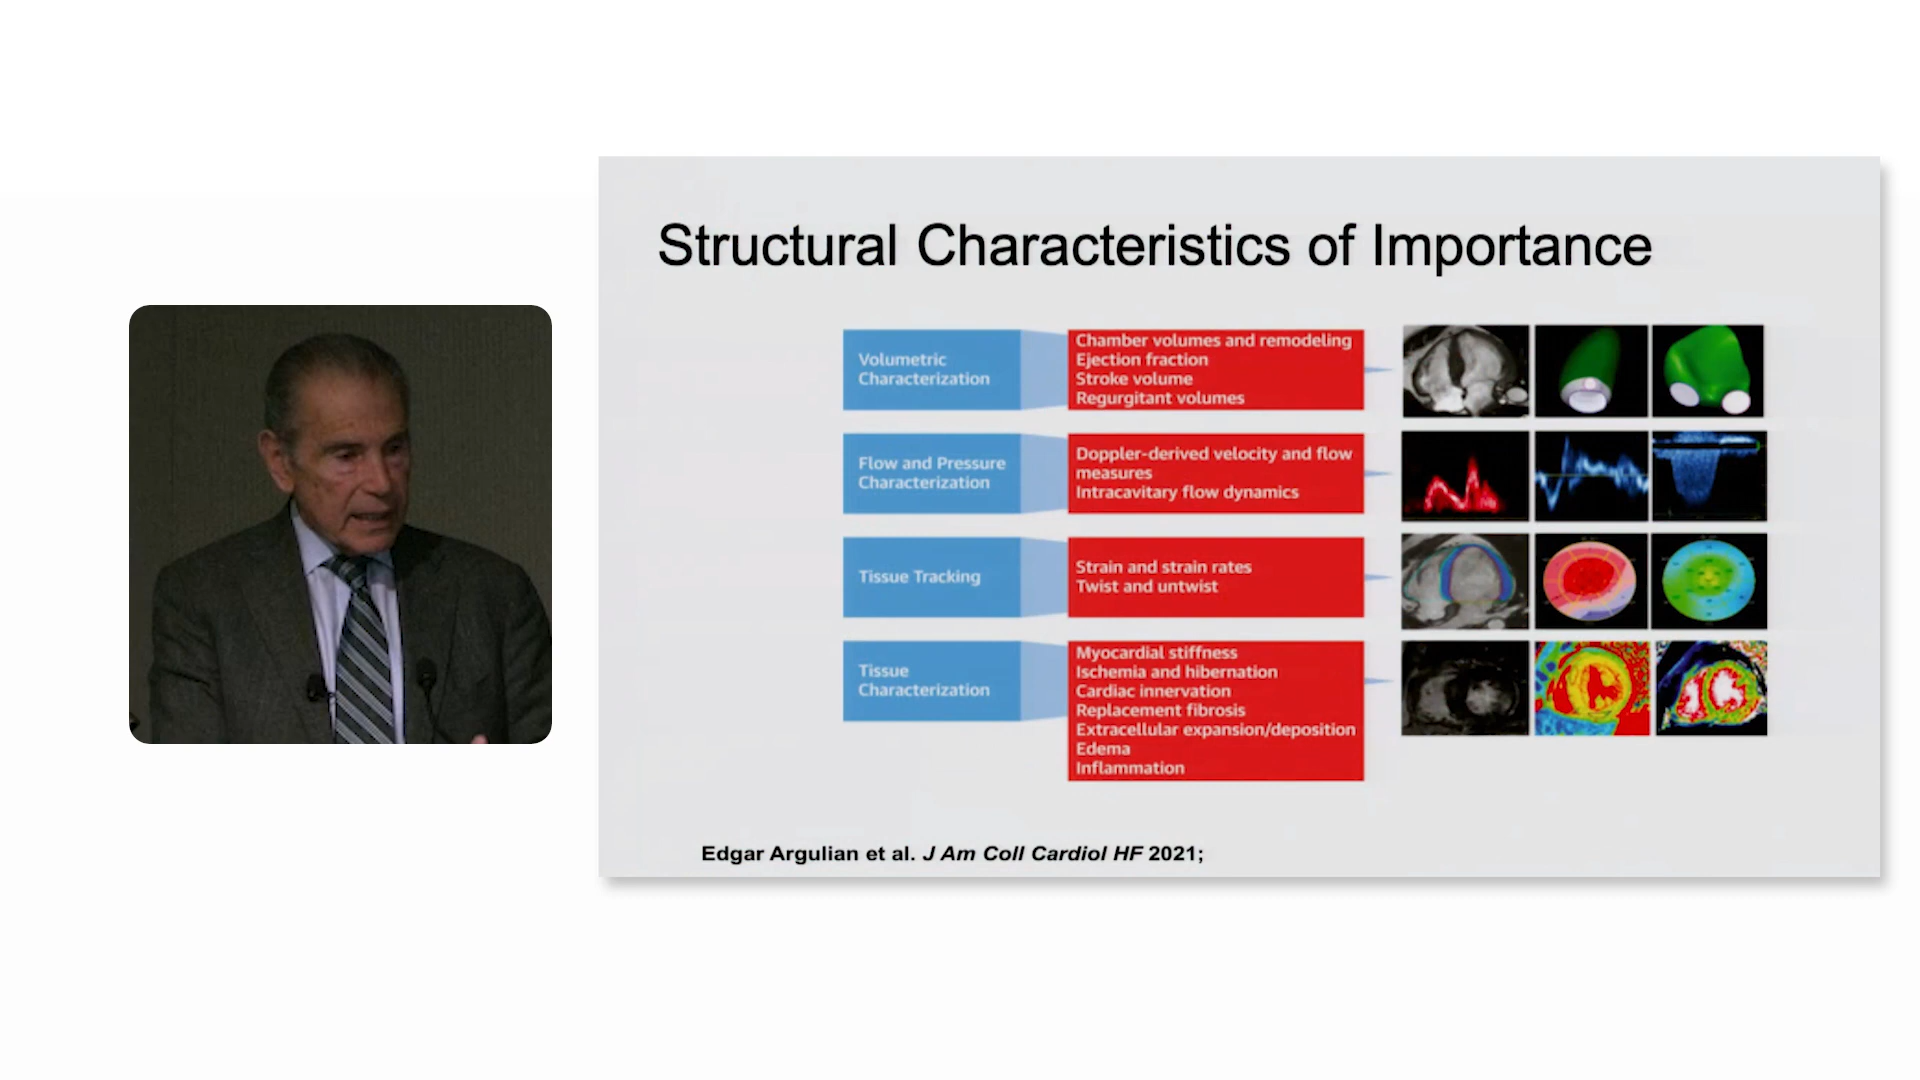 Structural Characteristics of Importance
Volumetric
Characterization
Chamber volumes and remodeling
Ejection fraction
Stroke volume
Regurgitant volumes
Flow and Pressure
Characterization
Doppler-derived velocity and flow
measures
Intracavitary flow dynamics
Tissue Tracking
Strain and strain rates
Twist and untwist
Tissue
Characterization
Myocardial stiffness
Ischemia and hibernation
Cardiac innervation
Replacement fibrosis
Extracellular expansion/deposition
Edema
Inflammation
Edgar Argulian et al. J Am Coll Cardiol HF 2021;